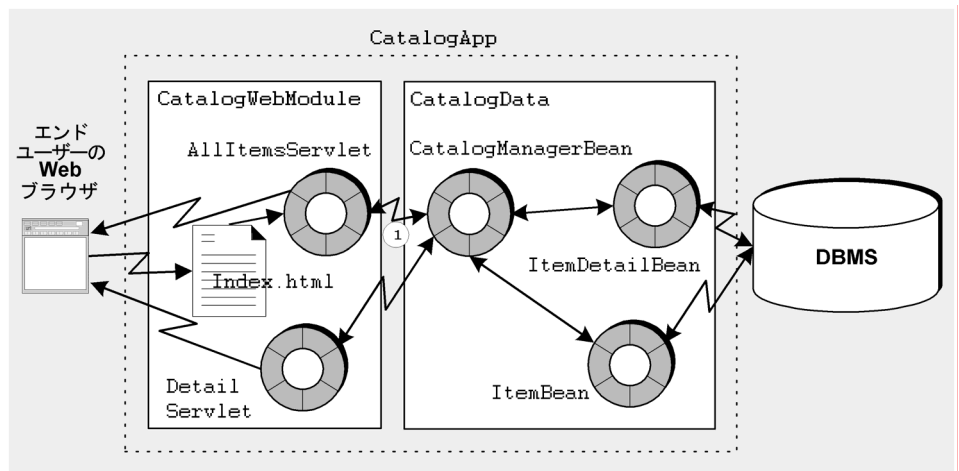 CatalogApp
CatalogWebModule
CatalogData
エンド
ユーザーの
Web
ブラウザ
AllItemsServlet
CatalogManagerBean
1
Index.html
ItemDetailBean
DBMS
Detail
Servlet
ItemBean